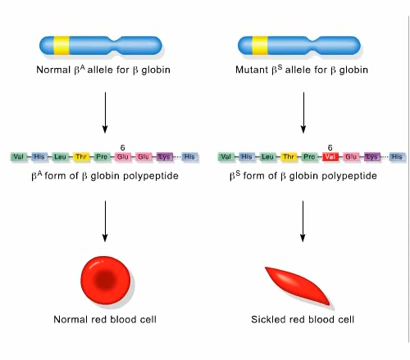 Normal βᴬ allele for β globin
Mutant βˢ allele for β globin
6
Val His Leu Thr Pro Glu Glu Lys His
6
Val His Leu Thr Pro Val Glu Lys His
βᴬ form of β globin polypeptide
βˢ form of β globin polypeptide
Normal red blood cell
Sickled red blood cell